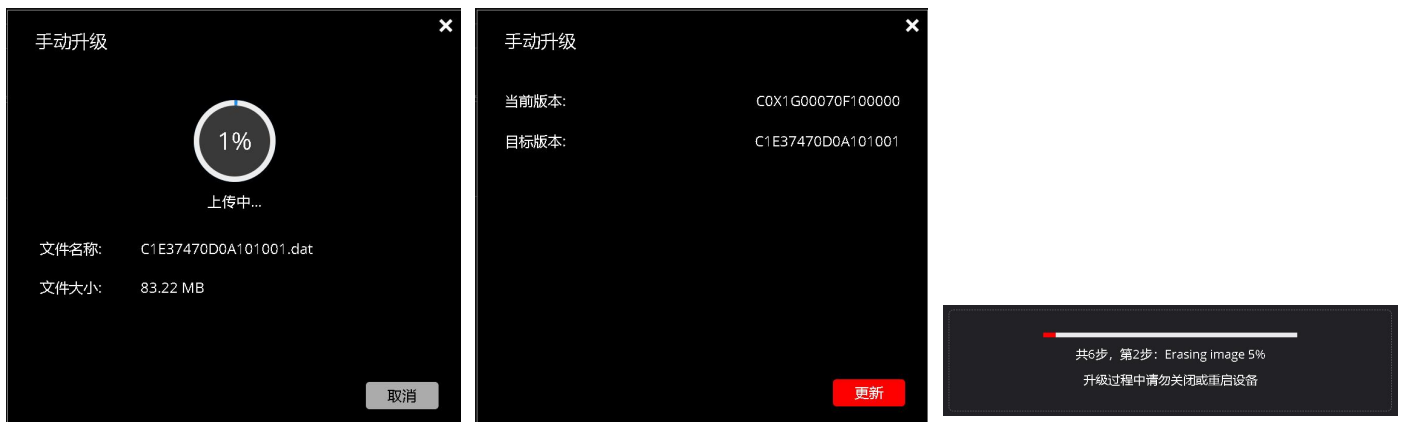 手动升级
1%
上传中...
文件名称: C1E37470D0A101001.dat
文件大小: 83.22 MB
取消
手动升级
当前版本: C0X1G00070F100000
目标版本: C1E37470D0A101001
更新
共6步，第2步：Erasing image 5%
升级过程中请勿关闭或重启设备